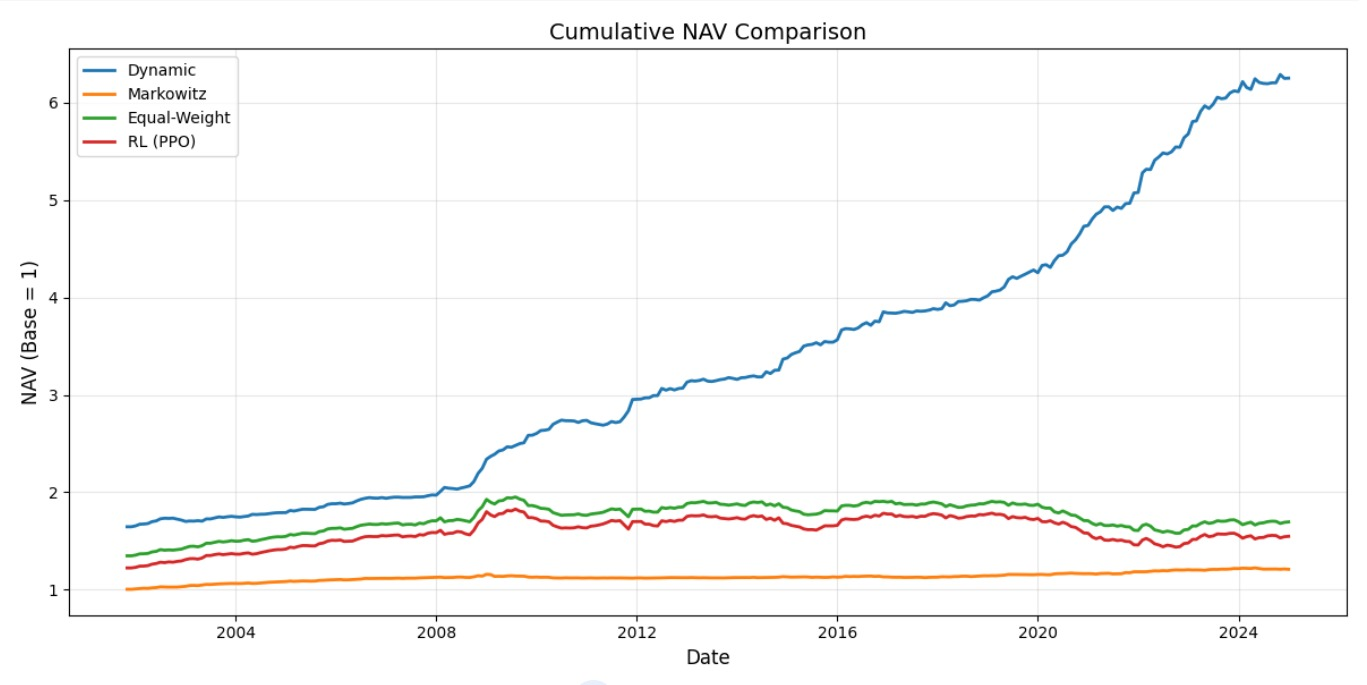 Cumulative NAV Comparison
Dynamic
Markowitz
Equal-Weight
RL (PPO)
6
5
4
3
2
1
NAV (Base = 1)
2004 2008 2012 2016 2020 2024
Date